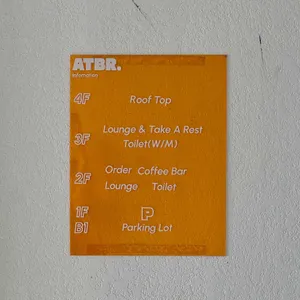 ATBR.
Information
4F Roof Top
3F Lounge & Take A Rest
Toilet(W/M)
2F Order Coffee Bar
Lounge Toilet
1F P
B1 Parking Lot